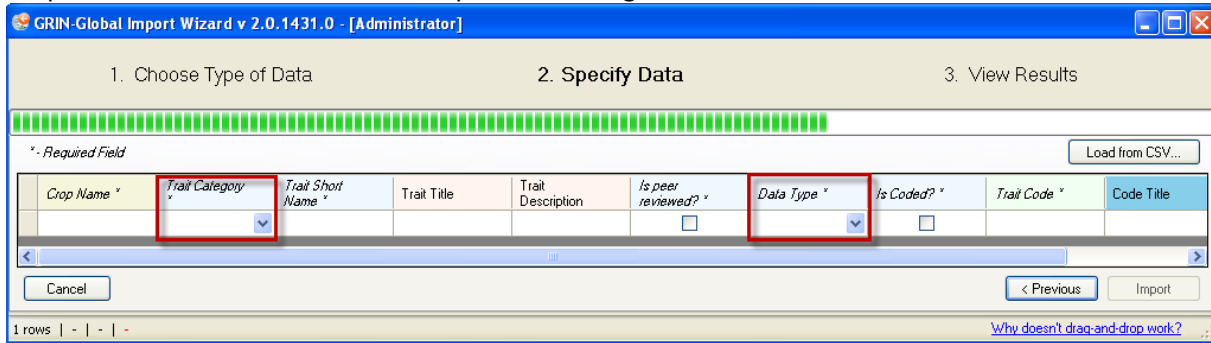 GRIN-Global Import Wizard v 2.0.1431.0 - [Administrator]
1. Choose Type of Data 2. Specify Data 3. View Results
* - Required Field
Load from CSV...
Crop Name * Trait Category * Trait Short Name * Trait Title Trait Description Is peer reviewed? * Data Type * Is Coded? * Trait Code * Code Title
Cancel < Previous Import
1 rows | - | - | - Why doesn't drag-and-drop work?